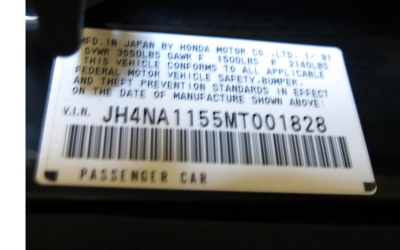 MFD. IN JAPAN BY HONDA MOTOR CO.,LTD: 1/'91
GVWR 3550LBS GAWR F 1500LBS R 2160LBS
THIS VEHICLE CONFORMS TO ALL APPLICABLE
FEDERAL MOTOR VEHICLE SAFETY,BUMPER,
AND THEFT PREVENTION STANDARDS IN EFFECT
ON THE DATE OF MANUFACTURE SHOWN ABOVE:
V.I.N. JH4NA1155MT001828
PASSENGER CAR